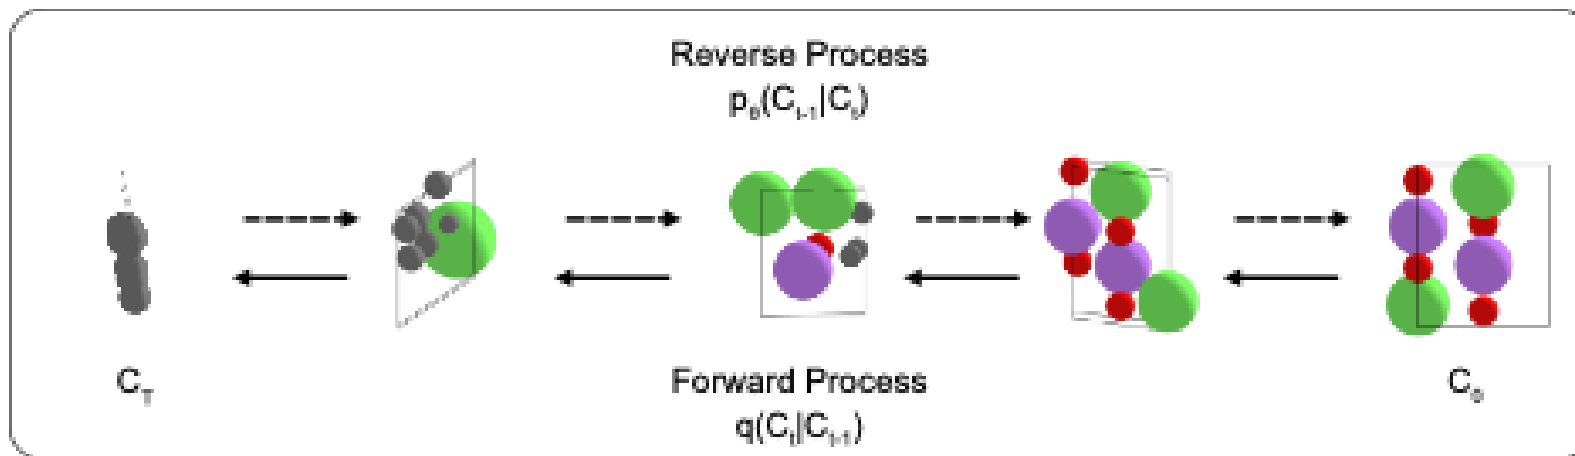 Reverse Process
pθ(Ct-1|Ct)
CT
C0
Forward Process
q(Ct|Ct-1)